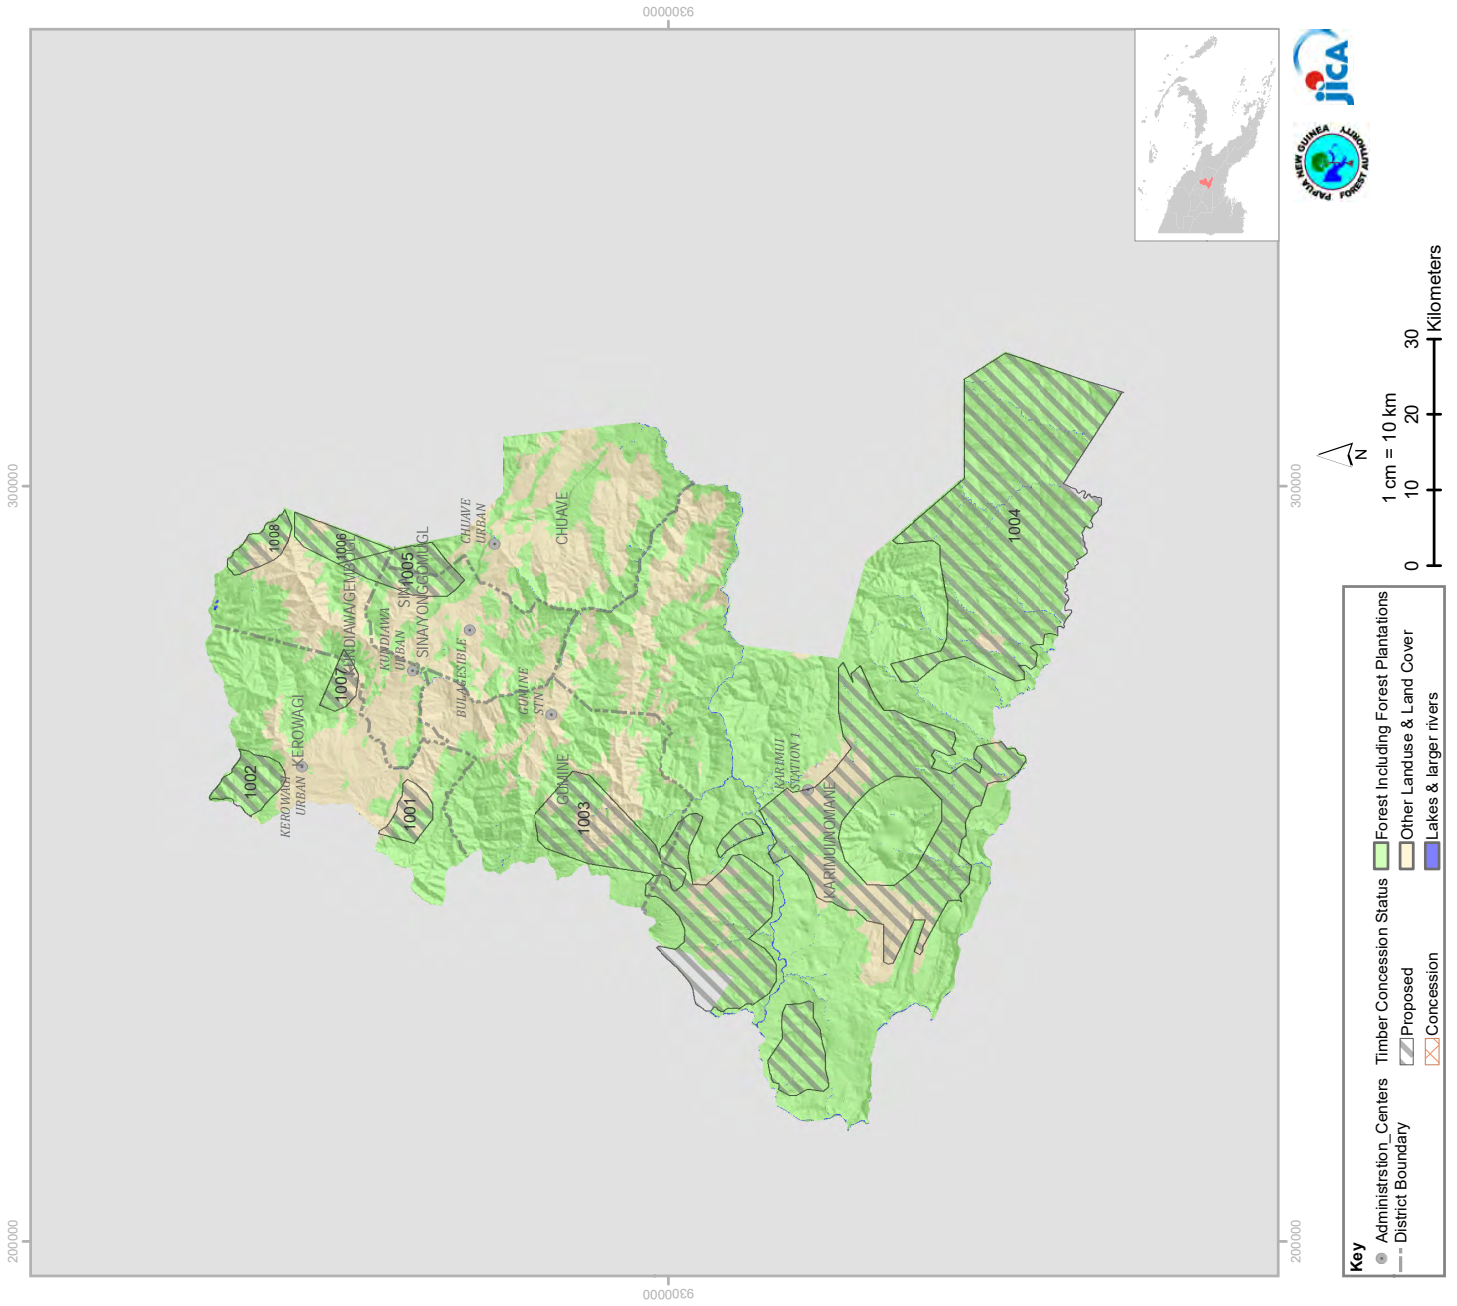 9300000
300000
200000
300000
200000
9300000
1008
1006
1005
1007
1002
1001
1003
1004
KUNDIAWA/GEMBOGL
SINA/YONGGOMUGL
KEROWAGI
CHUAVE
GUMINE
KARIMUI/NOMANE
CHUAVE
URBAN
KUNDIAWA
URBAN
BULAGESIBLE
GUMINE
STN
KEROWAGI
URBAN
KARIMUI
STATION 1
PAPUA NEW GUINEA
FOREST AUTHORITY
jICA
N
1 cm = 10 km
0 10 20 30
Kilometers
Key
Administrstion_Centers
District Boundary
Timber Concession Status
Proposed
Concession
Forest Including Forest Plantations
Other Landuse & Land Cover
Lakes & larger rivers